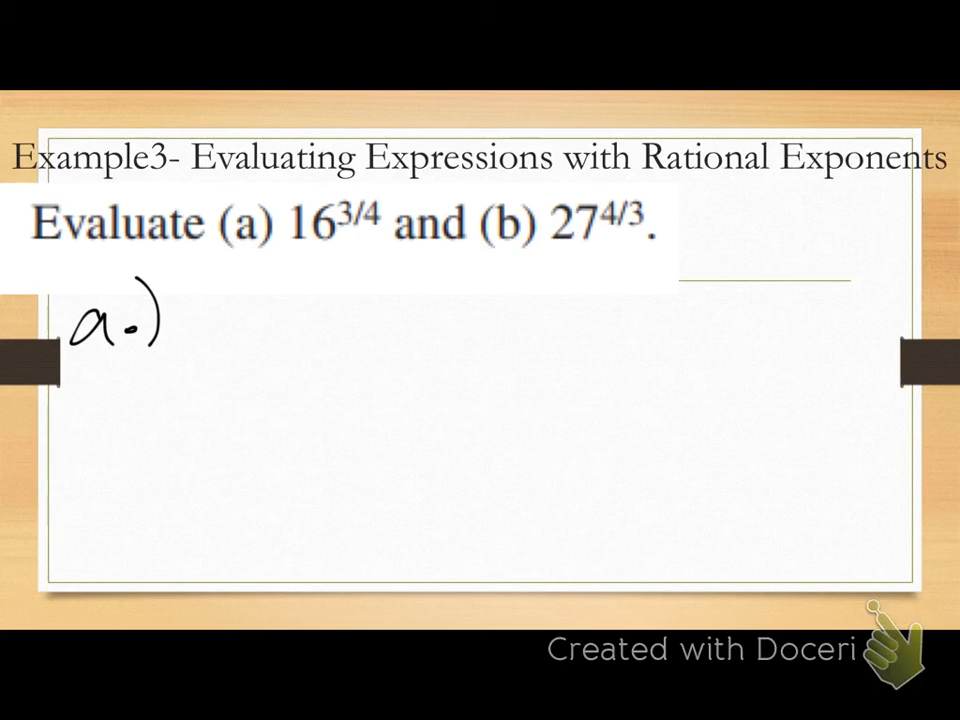 Example3- Evaluating Expressions with Rational Exponents
Evaluate (a) 16^{3/4} and (b) 27^{4/3}.
a.)
Created with Doceri